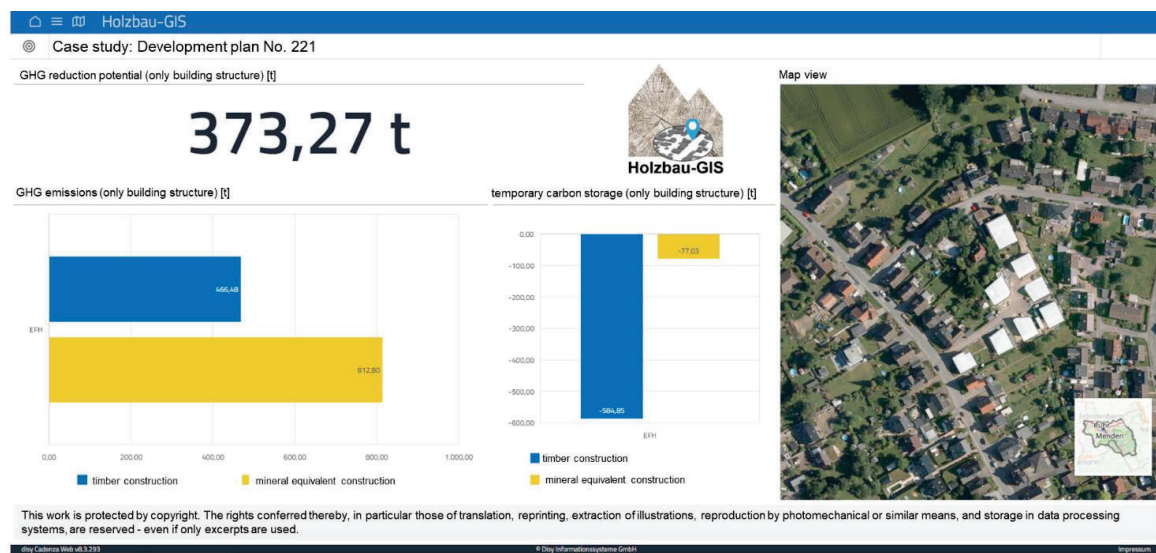 Holzbau-GIS
Case study: Development plan No. 221
GHG reduction potential (only building structure) [t]
373,27 t
Holzbau-GIS
Map view
GHG emissions (only building structure) [t]
466,48
EFH
812,80
0,00 200,00 400,00 600,00 800,00 1.000,00
timber construction mineral equivalent construction
temporary carbon storage (only building structure) [t]
0,00
-77,03
-100,00
-200,00
-300,00
-400,00
-500,00
-584,85
-600,00
EFH
timber construction
mineral equivalent construction
Menden
This work is protected by copyright. The rights conferred thereby, in particular those of translation, reprinting, extraction of illustrations, reproduction by photomechanical or similar means, and storage in data processing
systems, are reserved - even if only excerpts are used.
disy Cadenza Web v8.3.293 © Disy Informationssysteme GmbH Impressum